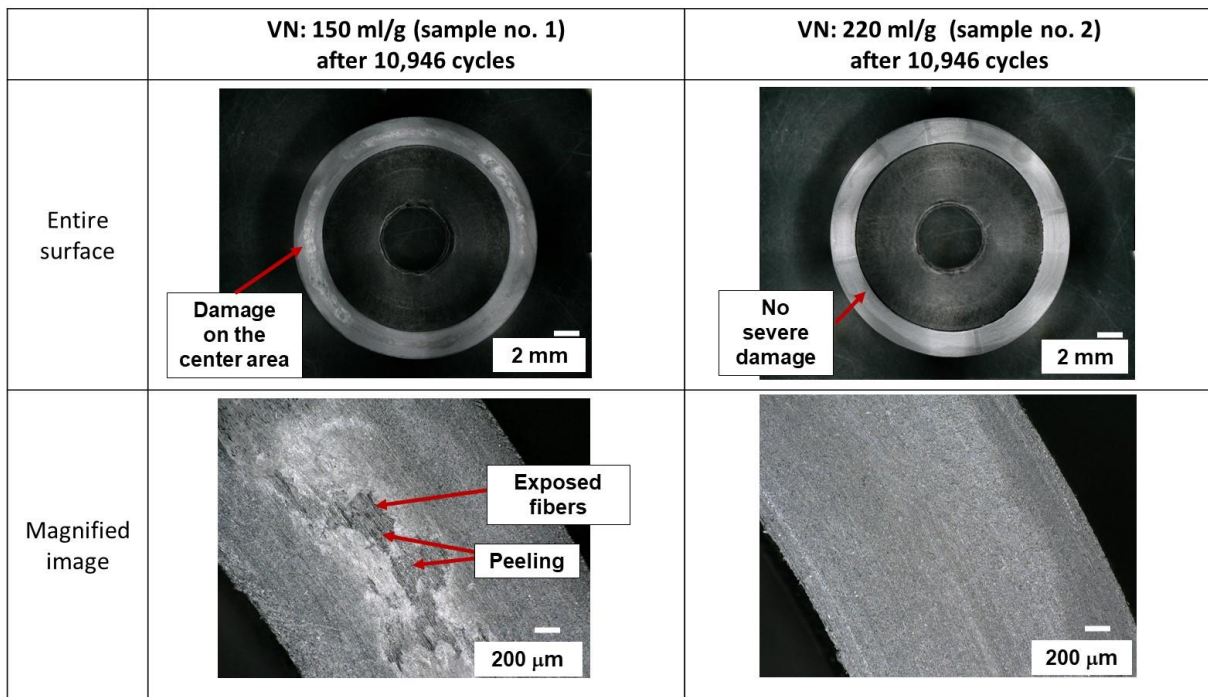 VN: 150 ml/g (sample no. 1)
after 10,946 cycles
VN: 220 ml/g (sample no. 2)
after 10,946 cycles
Entire
surface
Damage
on the
center area
2 mm
No
severe
damage
2 mm
Magnified
image
Exposed
fibers
Peeling
200 μm
200 μm